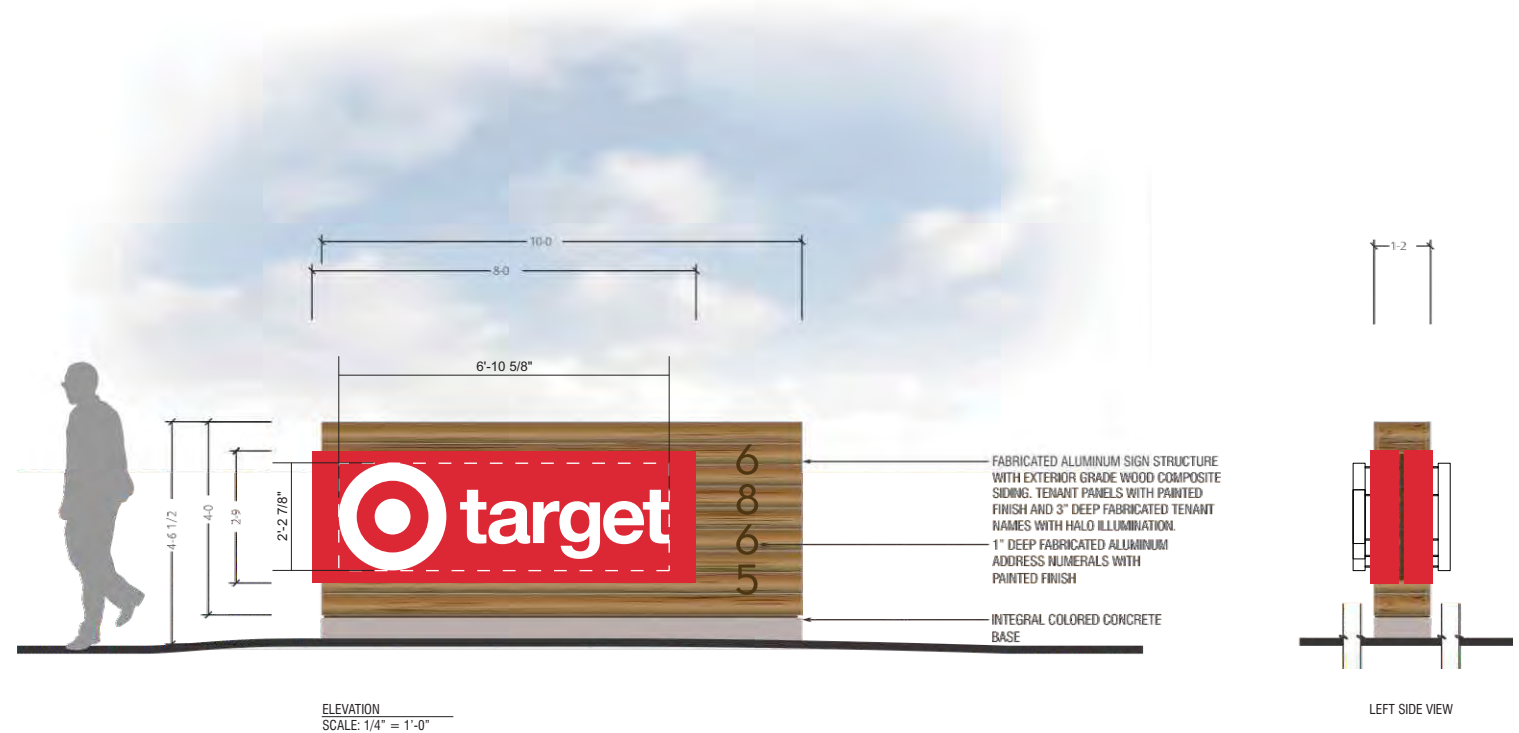 10-0
8-0
1-2
6'-10 5/8"
4-6 1/2
4-0
2-9
2'-2 7/8"
target
6
8
6
5
FABRICATED ALUMINUM SIGN STRUCTURE
WITH EXTERIOR GRADE WOOD COMPOSITE
SIDING. TENANT PANELS WITH PAINTED
FINISH AND 3" DEEP FABRICATED TENANT
NAMES WITH HALO ILLUMINATION.
1" DEEP FABRICATED ALUMINUM
ADDRESS NUMERALS WITH
PAINTED FINISH
INTEGRAL COLORED CONCRETE
BASE
ELEVATION
SCALE: 1/4" = 1'-0"
LEFT SIDE VIEW